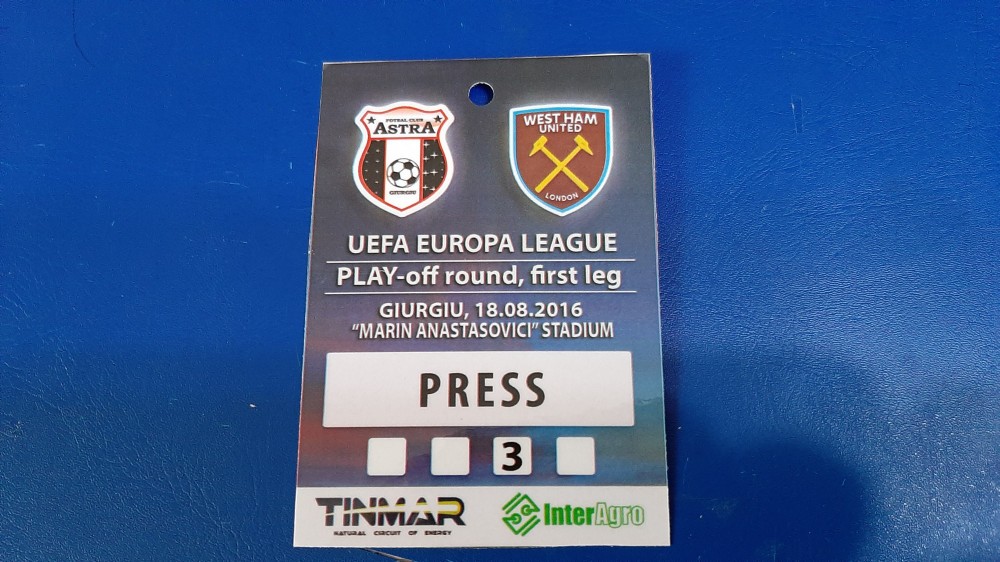 FOTBAL CLUB
ASTRA
GIURGIU
WEST HAM
UNITED
LONDON
UEFA EUROPA LEAGUE
PLAY-off round, first leg
GIURGIU, 18.08.2016
“MARIN ANASTASOVICI” STADIUM
PRESS
3
TINMAR
NATURAL CIRCUIT OF ENERGY
InterAgro